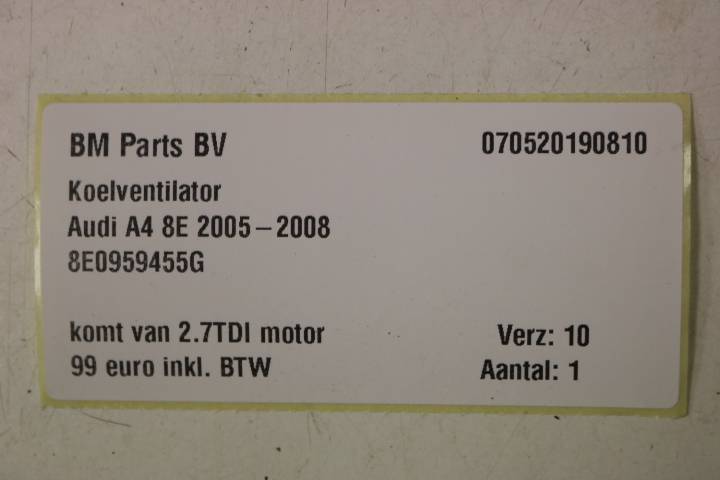 BM Parts BV 070520190810
Koelventilator
Audi A4 8E 2005-2008
8E0959455G
komt van 2.7TDI motor Verz: 10
99 euro inkl. BTW Aantal: 1